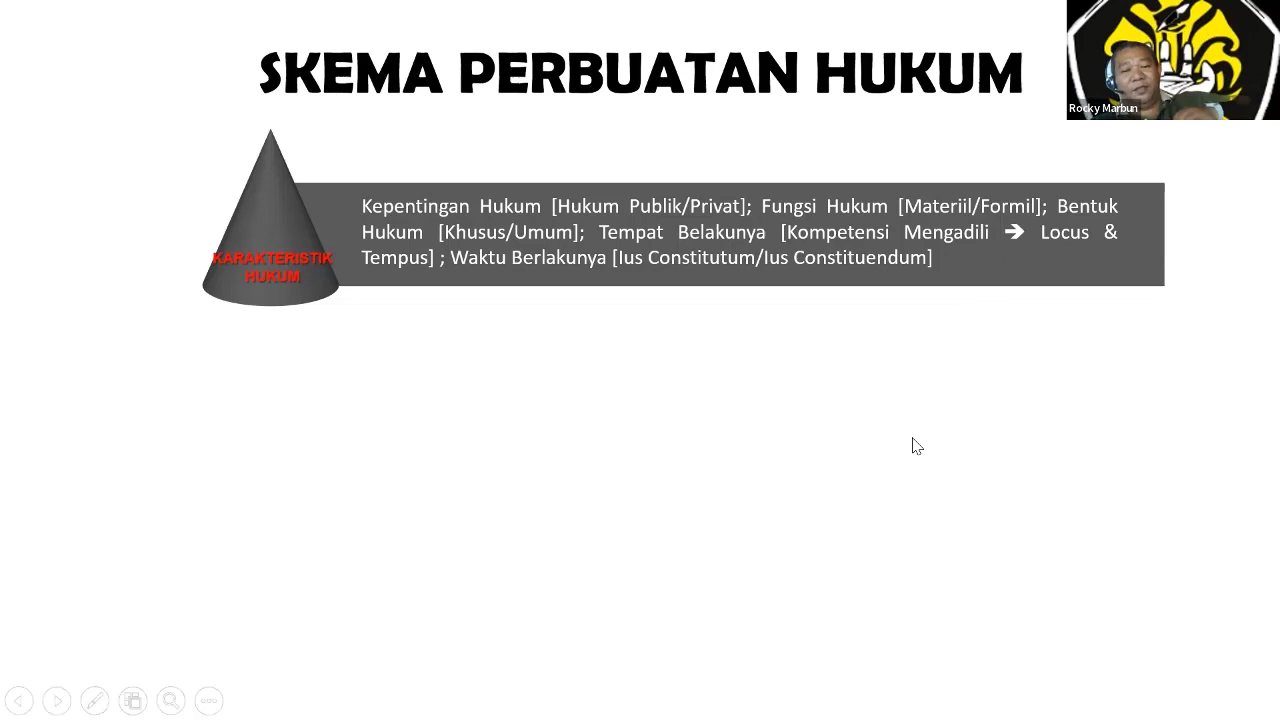 SKEMA PERBUATAN HUKUM
Rocky Marbun
Kepentingan Hukum [Hukum Publik/Privat]; Fungsi Hukum [Materiil/Formil]; Bentuk
Hukum [Khusus/Umum]; Tempat Belakunya [Kompetensi Mengadili ➔ Locus &
Tempus] ; Waktu Berlakunya [Ius Constitutum/Ius Constituendum]
KARAKTERISTIK
HUKUM